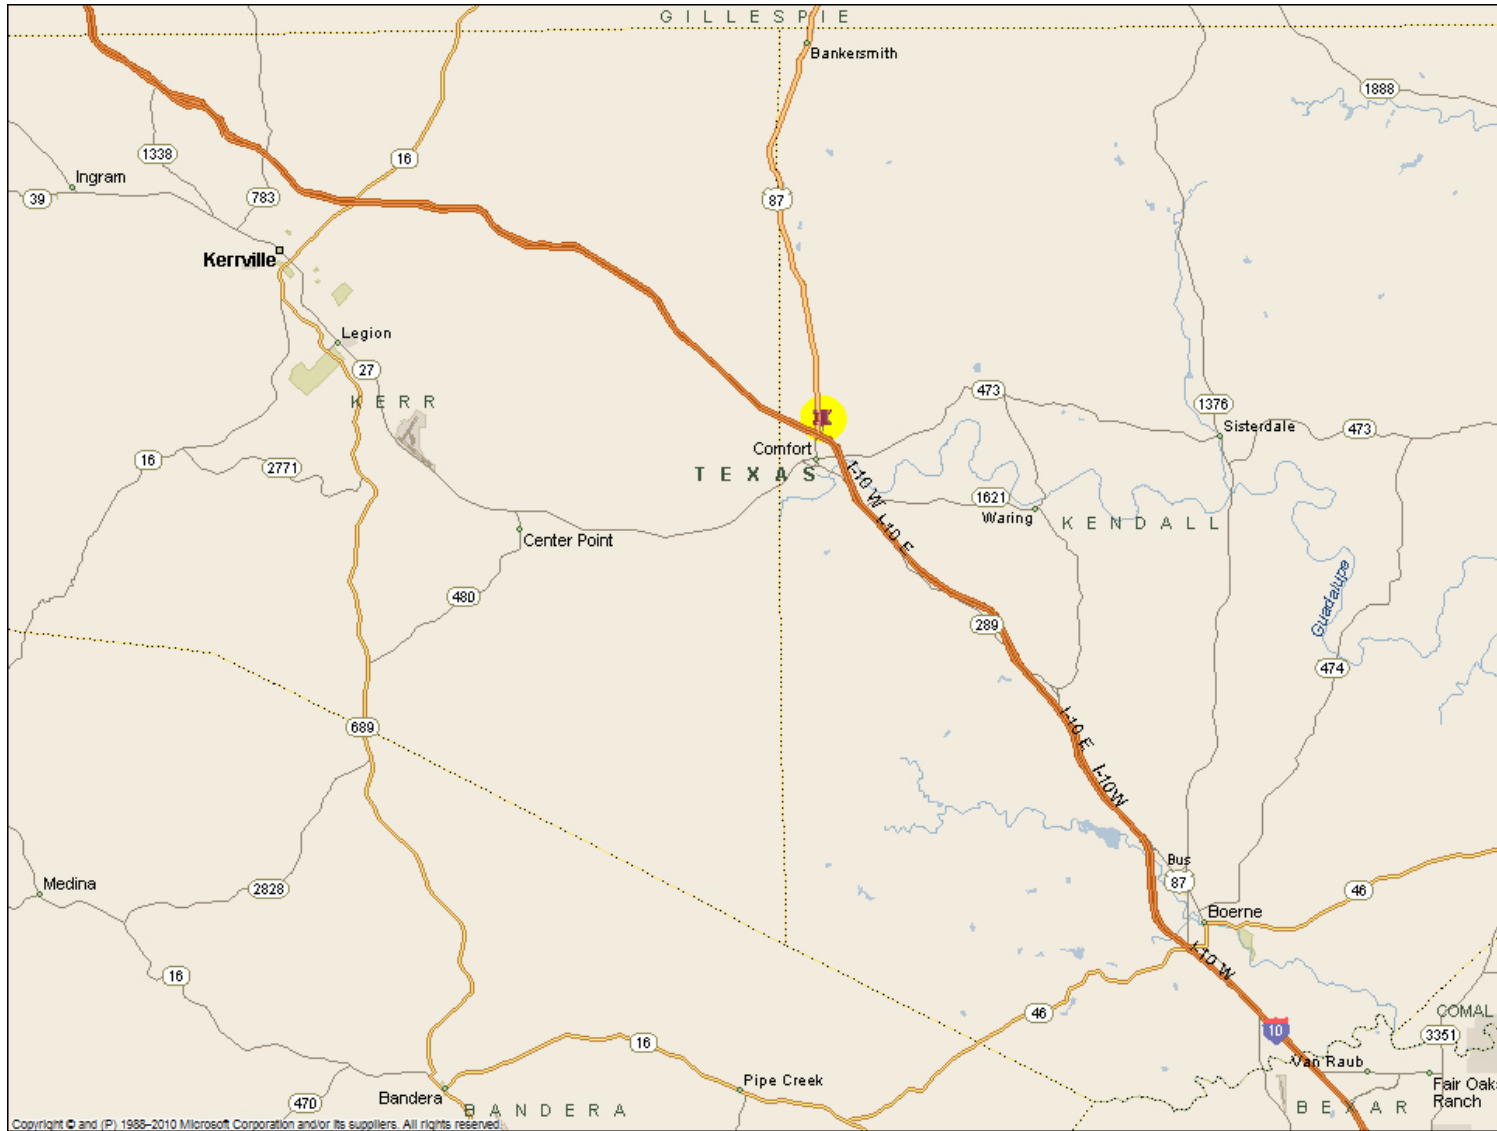 GILLESPIE
Bankersmith
1888
1338
16
Ingram
39
783
87
Kerrville
Legion
27
KERR
473
1376
Sisterdale
473
Comfort
TEXAS
16
2771
I-10 W
1621
Waring
KENDALL
I-10 E
Center Point
Guadalupe
480
289
474
689
I-10 E
I-10W
Bus
87
Medina
2828
46
Boerne
I-10 W
16
46
COMAL
10
3351
16
Van Raub
Pipe Creek
Fair Oak
Ranch
Bandera
470
BANDERA
BEXAR
Copyright © and (P) 1988–2010 Microsoft Corporation and/or its suppliers. All rights reserved.